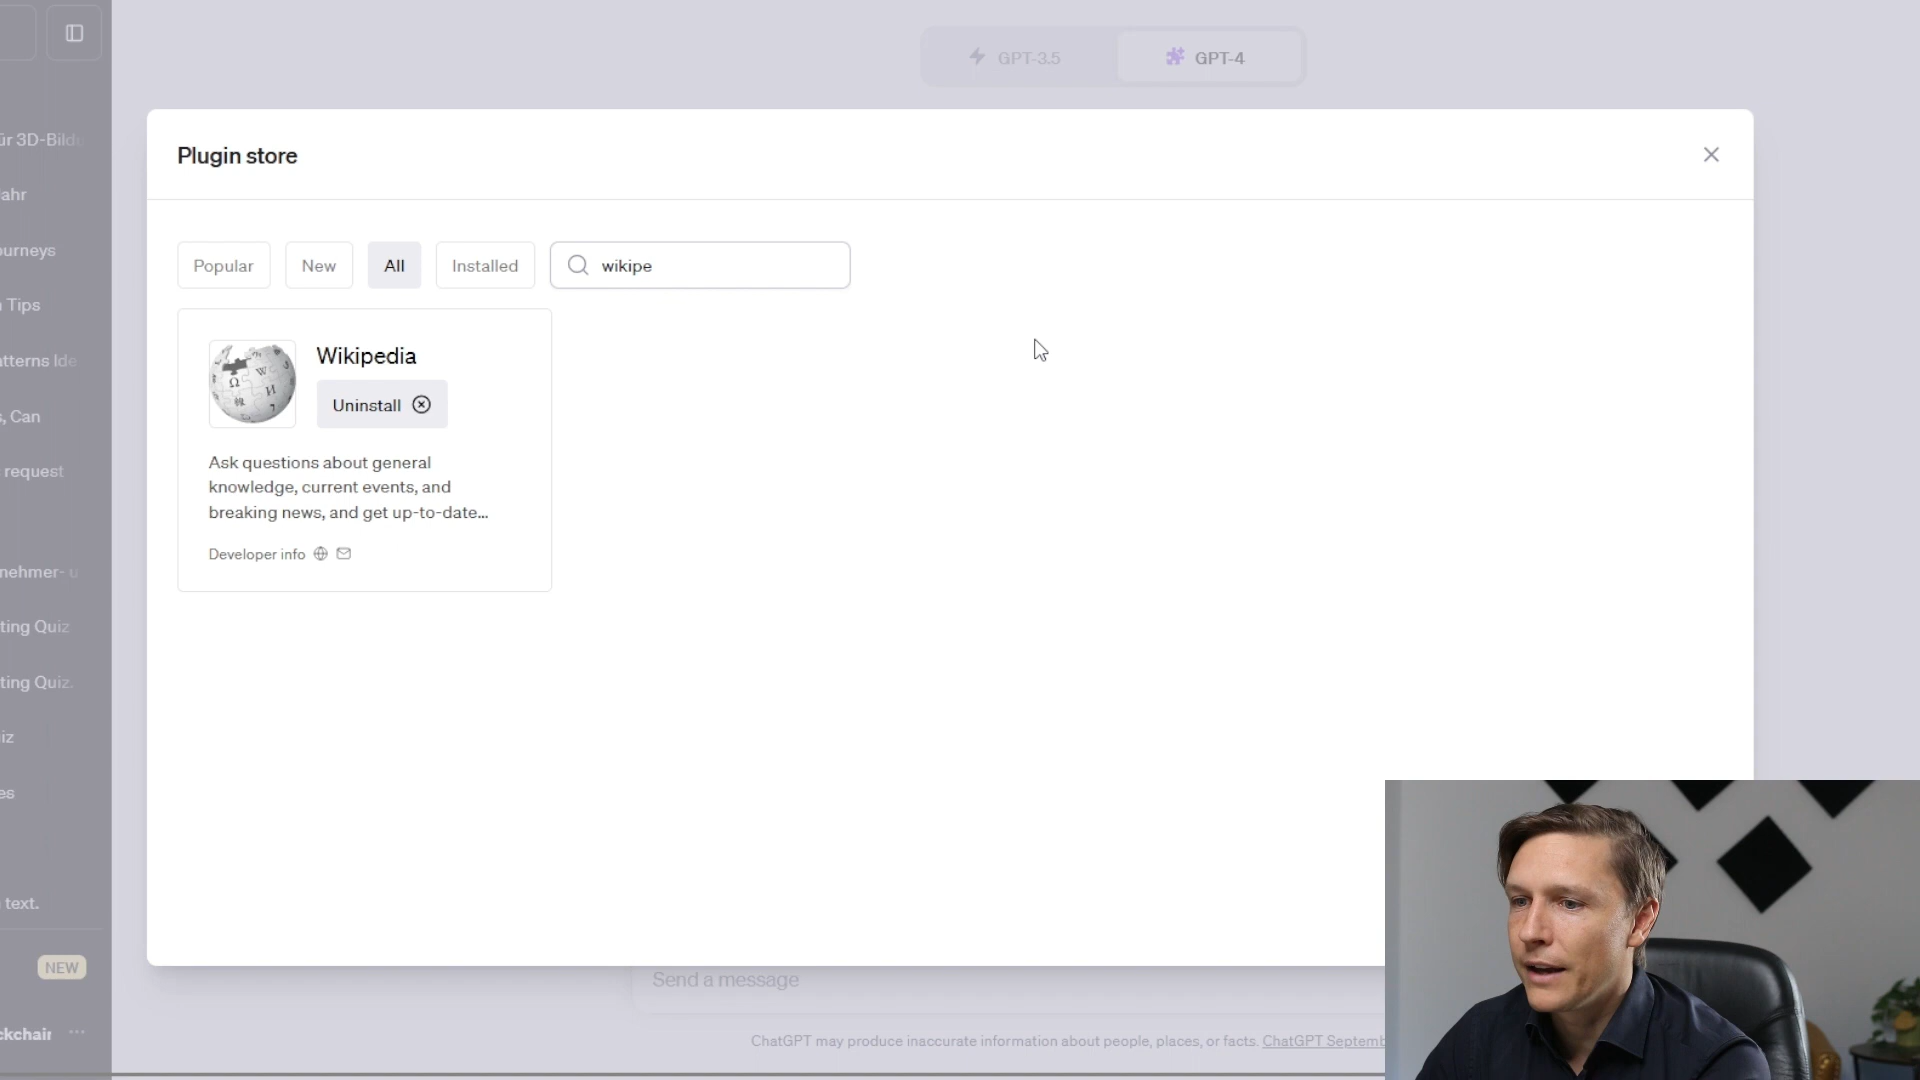 GPT-3.5
GPT-4
Plugin store
Popular
New
All
Installed
wikipe
Wikipedia
Uninstall
Ask questions about general
knowledge, current events, and
breaking news, and get up-to-date...
Developer info
ür 3D-Bild
ahr
ourneys
Tips
atterns Ide
s, Can
request
nehmer- u
ting Quiz
ting Quiz.
iz
es
text.
NEW
ckchain
Send a message
ChatGPT may produce inaccurate information about people, places, or facts. ChatGPT Septemb